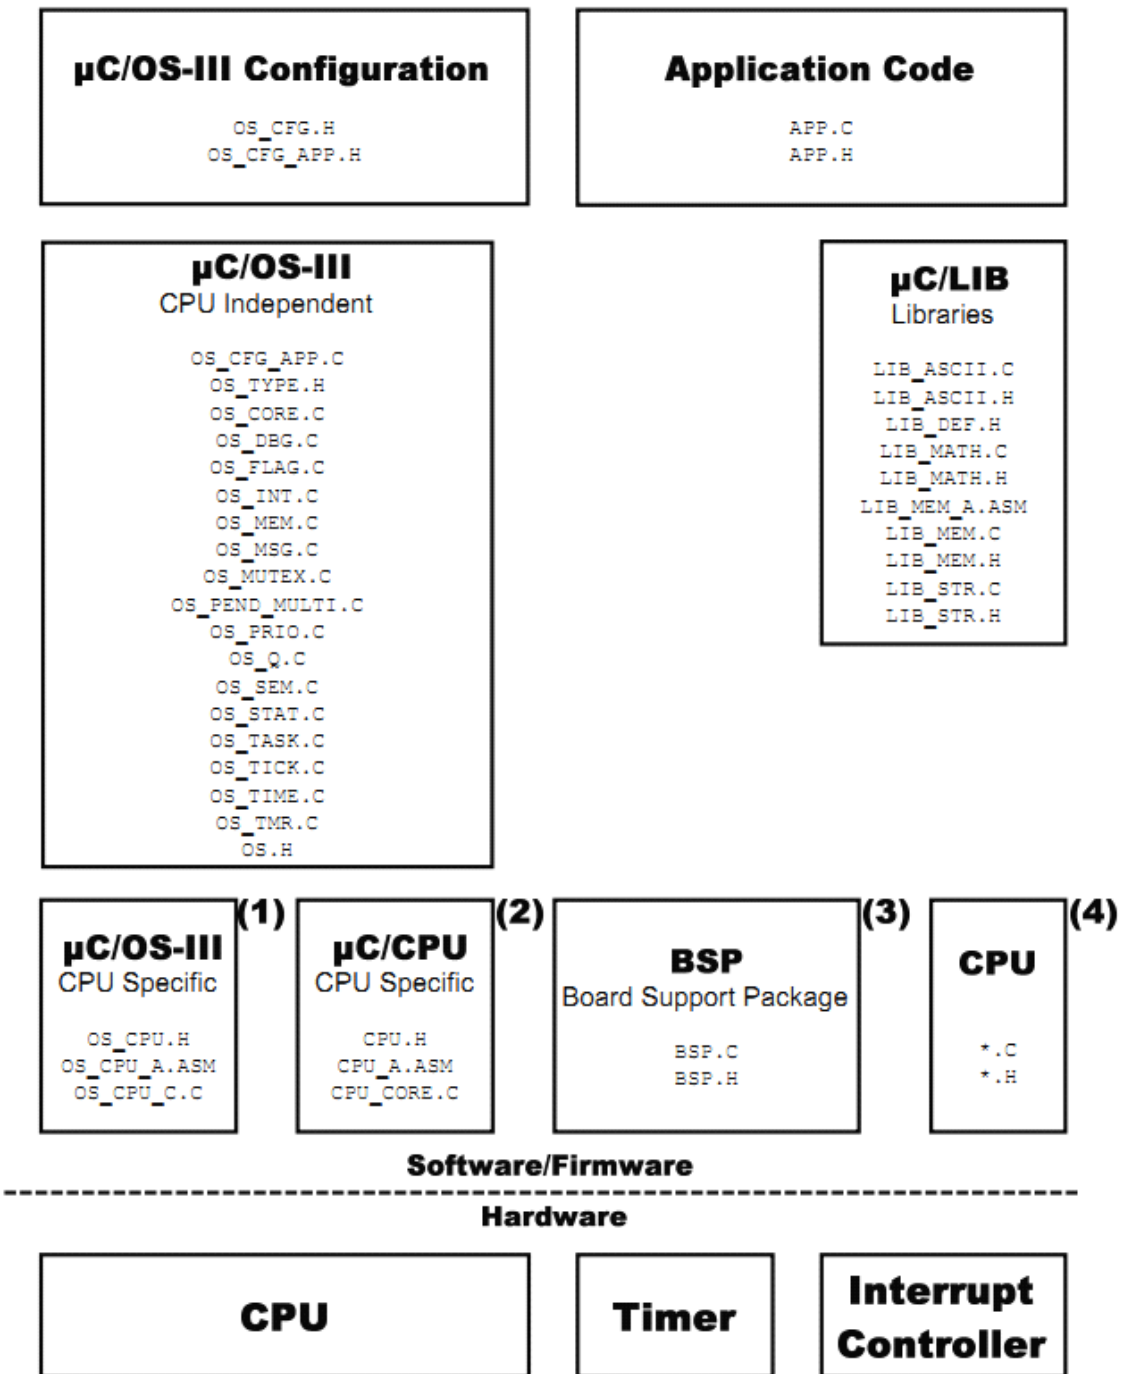 µC/OS-III Configuration
OS_CFG.H
OS_CFG_APP.H
Application Code
APP.C
APP.H
µC/OS-III
CPU Independent
OS_CFG_APP.C
OS_TYPE.H
OS_CORE.C
OS_DBG.C
OS_FLAG.C
OS_INT.C
OS_MEM.C
OS_MSG.C
OS_MUTEX.C
OS_PEND_MULTI.C
OS_PRIO.C
OS_Q.C
OS_SEM.C
OS_STAT.C
OS_TASK.C
OS_TICK.C
OS_TIME.C
OS_TMR.C
OS.H
µC/LIB
Libraries
LIB_ASCII.C
LIB_ASCII.H
LIB_DEF.H
LIB_MATH.C
LIB_MATH.H
LIB_MEM_A.ASM
LIB_MEM.C
LIB_MEM.H
LIB_STR.C
LIB_STR.H
(1)
µC/OS-III
CPU Specific
OS_CPU.H
OS_CPU_A.ASM
OS_CPU_C.C
(2)
µC/CPU
CPU Specific
CPU.H
CPU_A.ASM
CPU_CORE.C
(3)
BSP
Board Support Package
BSP.C
BSP.H
(4)
CPU
*.C
*.H
Software/Firmware
Hardware
CPU
Timer
Interrupt
Controller